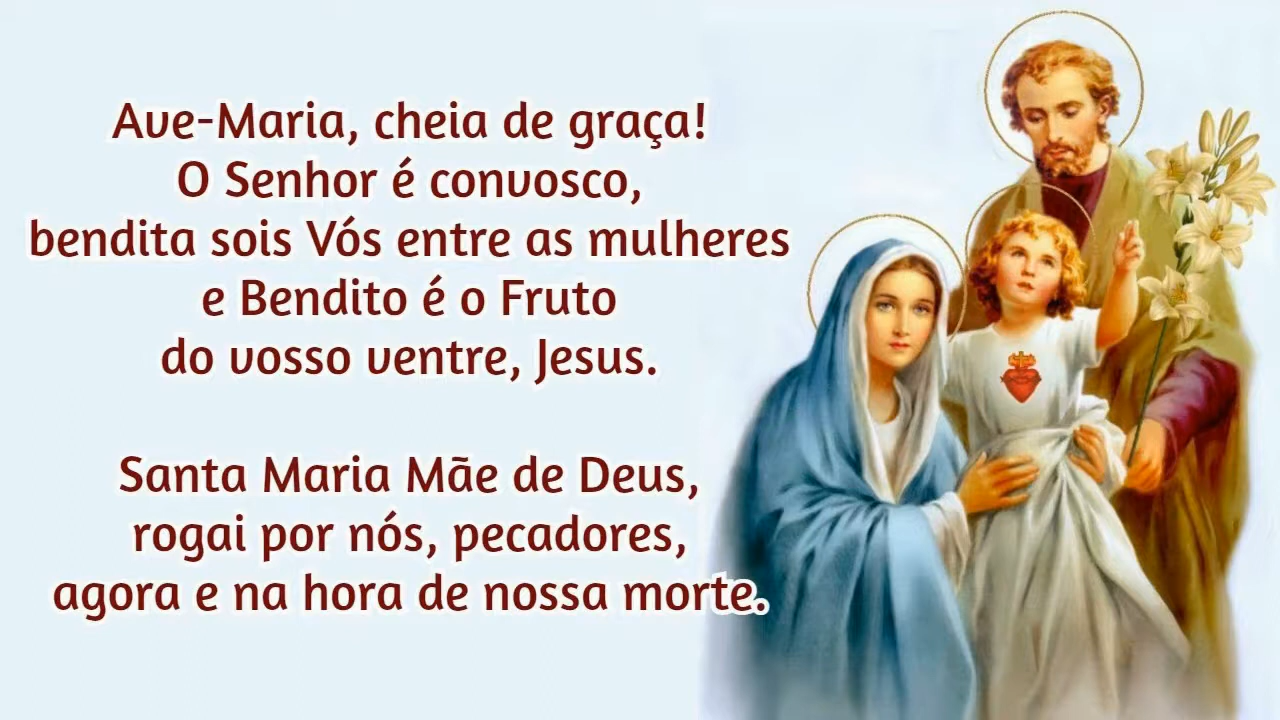 Ave-Maria, cheia de graça!
O Senhor é convosco,
bendita sois Vós entre as mulheres
e Bendito é o Fruto
do vosso ventre, Jesus.
Santa Maria Mãe de Deus,
rogai por nós, pecadores,
agora e na hora de nossa morte.